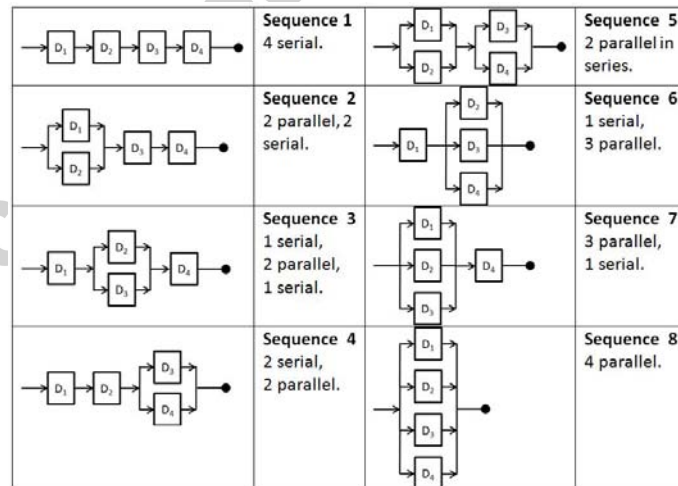 D1 D2 D3 D4
Sequence 1
4 serial.
D1
D2
D3
D4
Sequence 5
2 parallel in
series.
D1
D2
D3 D4
Sequence 2
2 parallel, 2
serial.
D1
D2
D3
D4
Sequence 6
1 serial,
3 parallel.
D1
D2
D3
D4
Sequence 3
1 serial,
2 parallel,
1 serial.
D1
D2
D3
D4
Sequence 7
3 parallel,
1 serial.
D1 D2
D3
D4
Sequence 4
2 serial,
2 parallel.
D1
D2
D3
D4
Sequence 8
4 parallel.